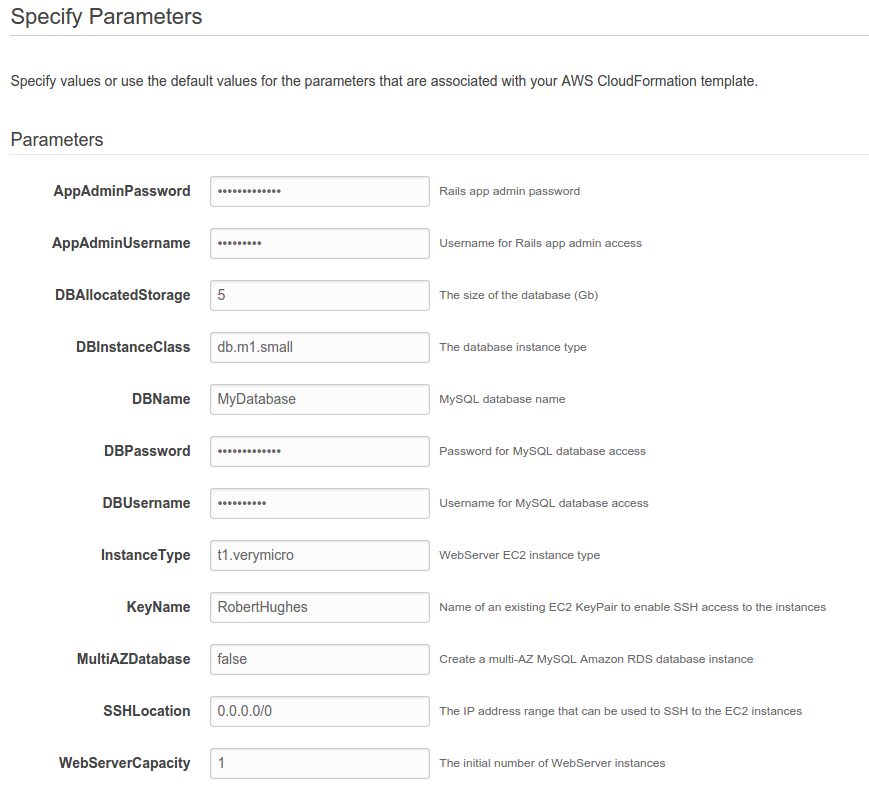 Specify Parameters
Specify values or use the default values for the parameters that are associated with your AWS CloudFormation template.
Parameters
AppAdminPassword ••••••••••••• Rails app admin password
AppAdminUsername ••••••••• Username for Rails app admin access
DBAllocatedStorage 5 The size of the database (Gb)
DBInstanceClass db.m1.small The database instance type
DBName MyDatabase MySQL database name
DBPassword ••••••••••••• Password for MySQL database access
DBUsername •••••••••• Username for MySQL database access
InstanceType t1.verymicro WebServer EC2 instance type
KeyName RobertHughes Name of an existing EC2 KeyPair to enable SSH access to the instances
MultiAZDatabase false Create a multi-AZ MySQL Amazon RDS database instance
SSHLocation 0.0.0.0/0 The IP address range that can be used to SSH to the EC2 instances
WebServerCapacity 1 The initial number of WebServer instances